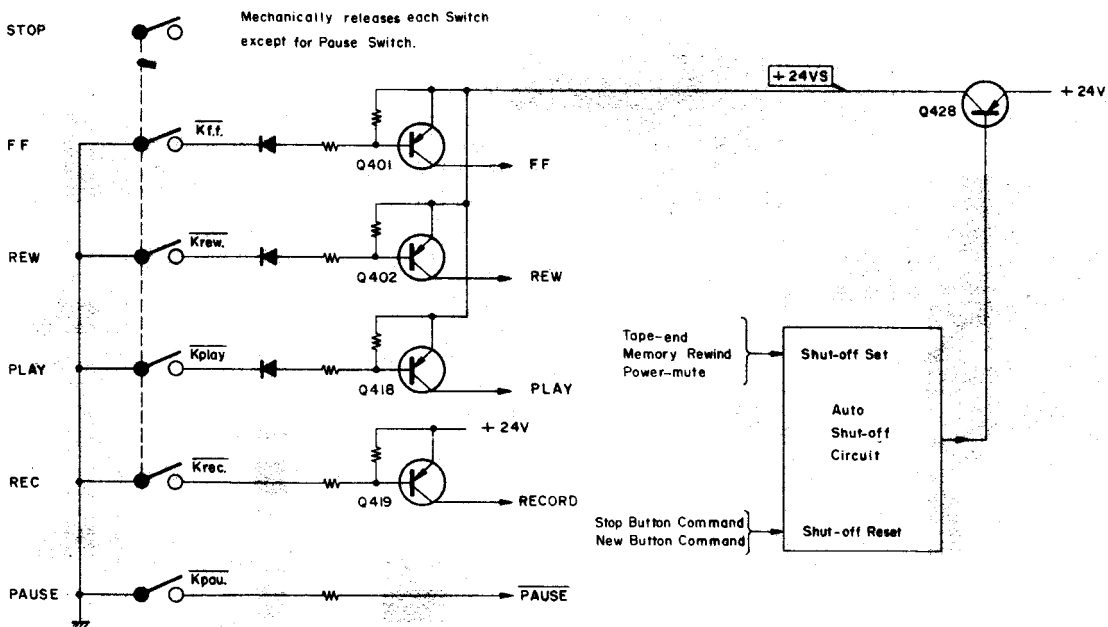 STOP
Mechanically releases each Switch
except for Pause Switch.
+24VS
Q428
+24V
FF
Kf.f.
Q401
FF
REW
Krew.
Q402
REW
PLAY
Kplay
Q418
PLAY
+24V
REC
Krec.
Q419
RECORD
PAUSE
Kpau.
PAUSE
Tape-end
Memory Rewind
Power-mute
Shut-off Set
Auto
Shut-off
Circuit
Stop Button Command
New Button Command
Shut-off Reset